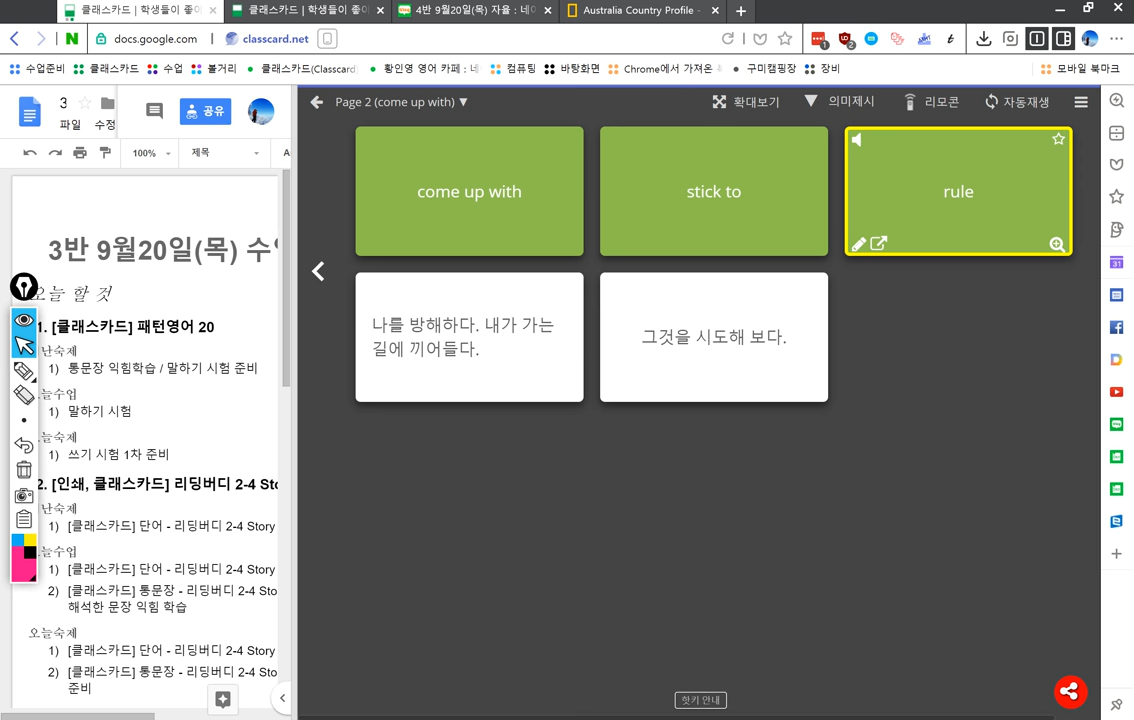 클래스카드 | 학생들이 좋아
클래스카드 | 학생들이 좋아
4반 9월20일(목) 자율 : 네이
Australia Country Profile -
docs.google.com
classcard.net
수업준비
클래스카드
수업
볼거리
클래스카드(Classcard
황인영 영어 카페 : 네
컴퓨팅
바탕화면
Chrome에서 가져온
구미캠핑장
장비
모바일 북마크
3
파일 수정
공유
100%
제목
3반 9월20일(목) 수
오늘 할 것
1. [클래스카드] 패턴영어 20
난숙제
1) 통문장 익힘학습 / 말하기 시험 준비
늘수업
1) 말하기 시험
늘숙제
1) 쓰기 시험 1차 준비
2. [인쇄, 클래스카드] 리딩버디 2-4 Sto
난숙제
1) [클래스카드] 단어 - 리딩버디 2-4 Story
늘수업
1) [클래스카드] 단어 - 리딩버디 2-4 Story
2) [클래스카드] 통문장 - 리딩버디 2-4 Sto
해석한 문장 익힘 학습
오늘숙제
1) [클래스카드] 단어 - 리딩버디 2-4 Story
2) [클래스카드] 통문장 - 리딩버디 2-4 Sto
준비
Page 2 (come up with) ▼
확대보기
의미제시
리모콘
자동재생
come up with
stick to
rule
나를 방해하다. 내가 가는
길에 끼어들다.
그것을 시도해 보다.
핫키 안내